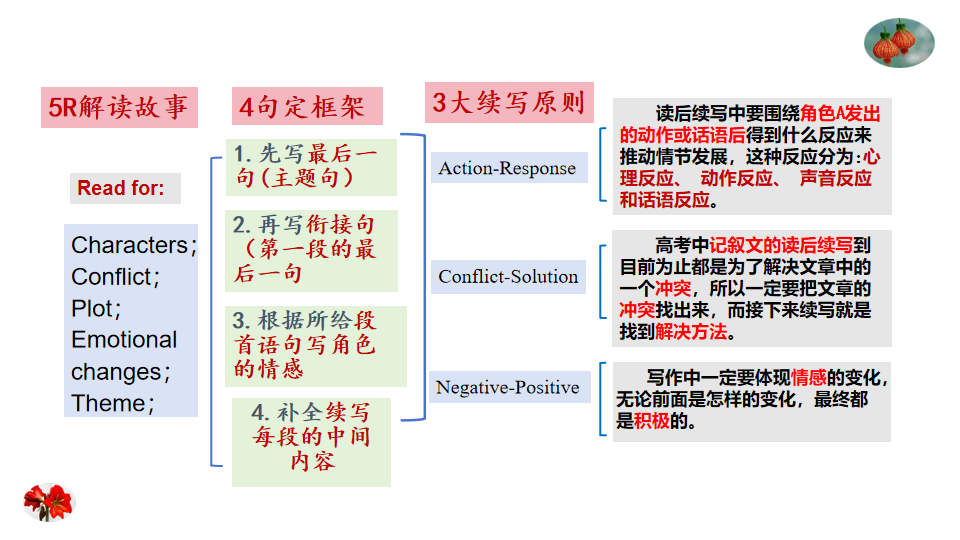 5R解读故事
Read for:
Characters；
Conflict；
Plot；
Emotional
changes；
Theme；
4句定框架
1. 先写最后一
句(主题句）
2. 再写衔接句
（第一段的最
后一句
3. 根据所给段
首语句写角色
的情感
4. 补全续写
每段的中间
内容
3大续写原则
Action-Response
Conflict-Solution
Negative-Positive
读后续写中要围绕角色A发出
的动作或话语后得到什么反应来
推动情节发展，这种反应分为:心
理反应、 动作反应、 声音反应
和话语反应。
高考中记叙文的读后续写到
目前为止都是为了解决文章中的
一个冲突，所以一定要把文章的
冲突找出来，而接下来续写就是
找到解决方法。
写作中一定要体现情感的变化，
无论前面是怎样的变化，最终都
是积极的。